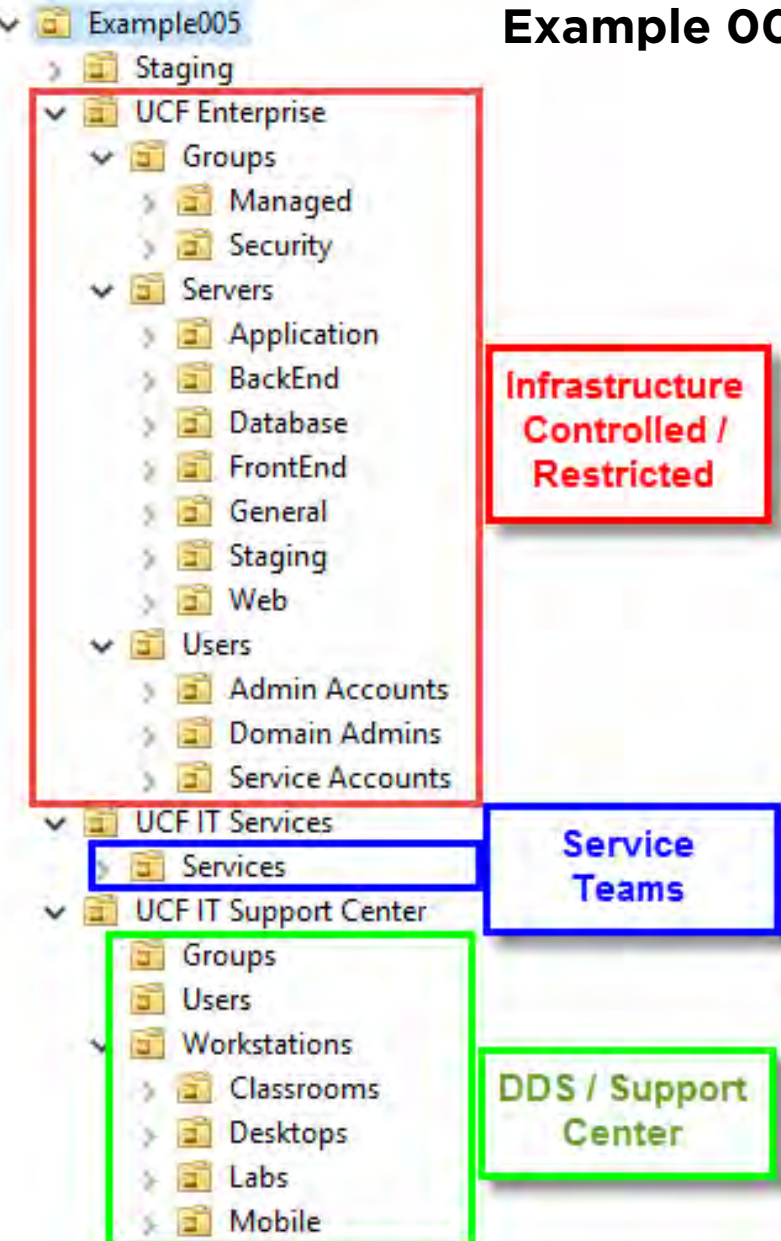 Example005
Example 00
Staging
UCF Enterprise
Groups
Managed
Security
Servers
Application
BackEnd
Database
FrontEnd
General
Staging
Web
Users
Admin Accounts
Domain Admins
Service Accounts
Infrastructure
Controlled /
Restricted
UCF IT Services
Services
Service
Teams
UCF IT Support Center
Groups
Users
Workstations
Classrooms
Desktops
Labs
Mobile
DDS / Support
Center